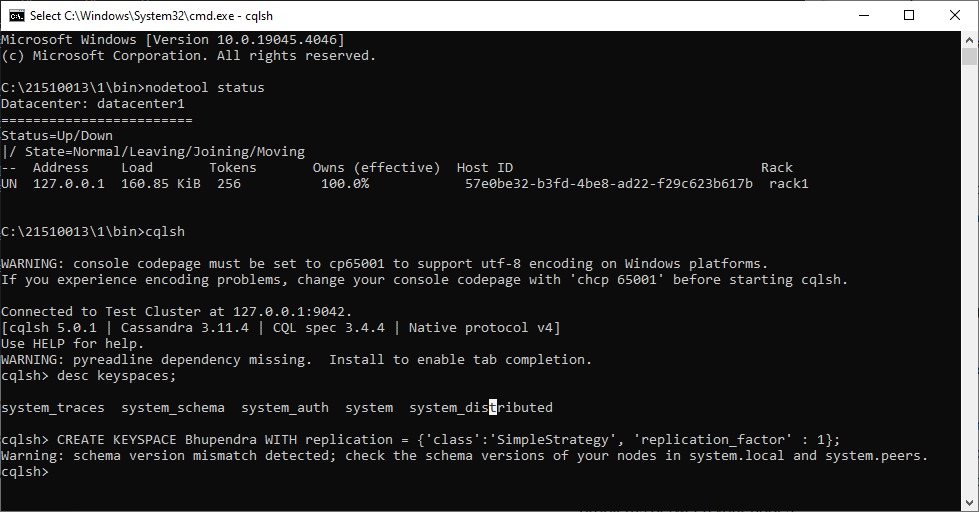 Select C:\Windows\System32\cmd.exe - cqlsh
Microsoft Windows [Version 10.0.19045.4046]
(c) Microsoft Corporation. All rights reserved.
C:\21510013\1\bin>nodetool status
Datacenter: datacenter1
========================
Status=Up/Down
|/ State=Normal/Leaving/Joining/Moving
--  Address    Load       Tokens       Owns (effective)  Host ID                               Rack
UN  127.0.0.1  160.85 KiB  256          100.0%            57e0be32-b3fd-4be8-ad22-f29c623b617b  rack1
C:\21510013\1\bin>cqlsh
WARNING: console codepage must be set to cp65001 to support utf-8 encoding on Windows platforms.
If you experience encoding problems, change your console codepage with 'chcp 65001' before starting cqlsh.
Connected to Test Cluster at 127.0.0.1:9042.
[cqlsh 5.0.1 | Cassandra 3.11.4 | CQL spec 3.4.4 | Native protocol v4]
Use HELP for help.
WARNING: pyreadline dependency missing.  Install to enable tab completion.
cqlsh> desc keyspaces;
system_traces  system_schema  system_auth  system  system_distributed
cqlsh> CREATE KEYSPACE Bhupendra WITH replication = {'class':'SimpleStrategy', 'replication_factor' : 1};
Warning: schema version mismatch detected; check the schema versions of your nodes in system.local and system.peers.
cqlsh>